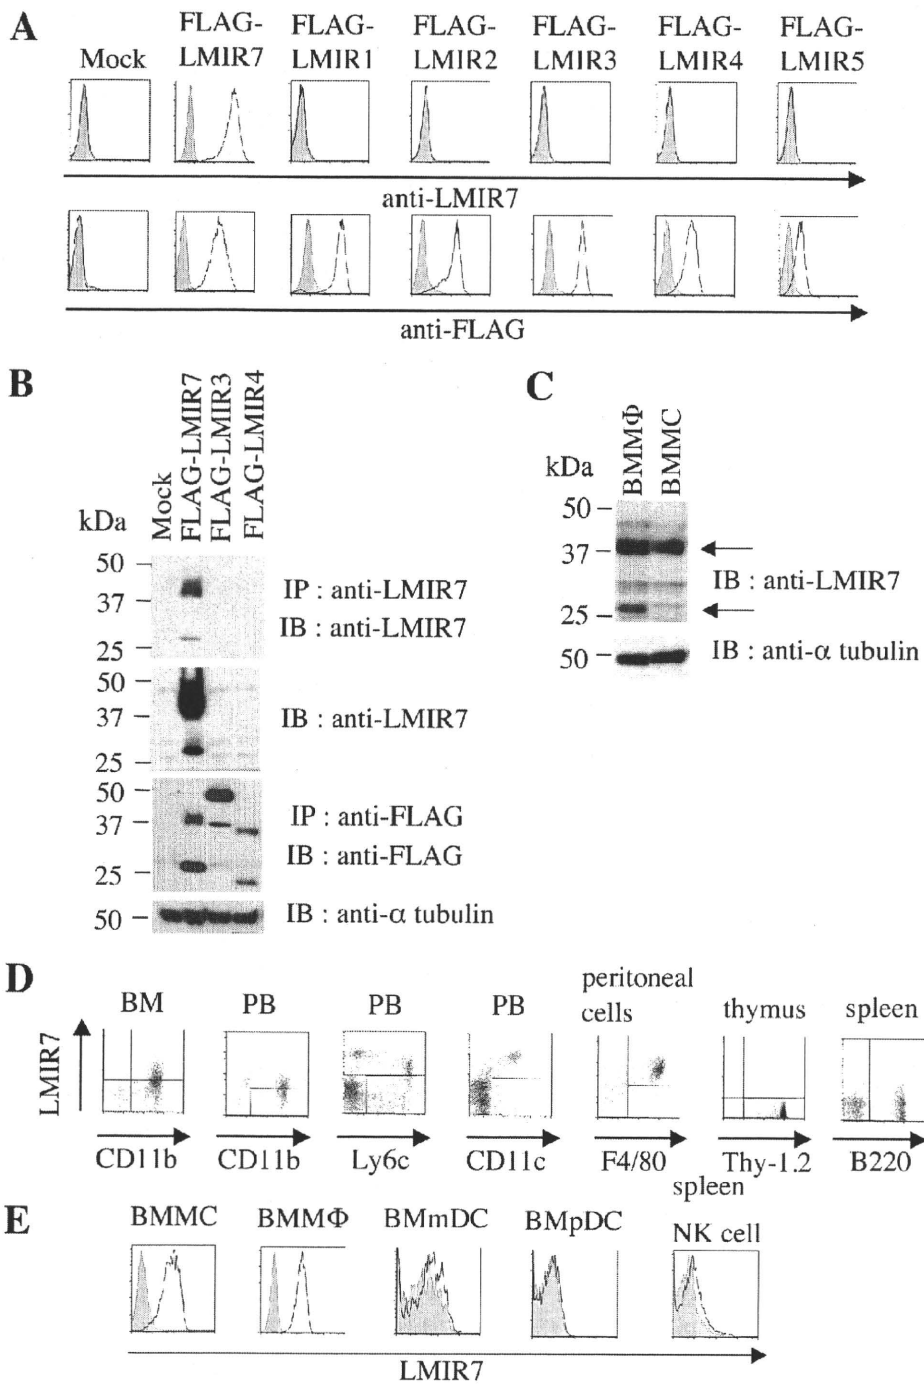 A
Mock
FLAG-LMIR7
FLAG-LMIR1
FLAG-LMIR2
FLAG-LMIR3
FLAG-LMIR4
FLAG-LMIR5
anti-LMIR7
anti-FLAG
B
kDa
Mock
FLAG-LMIR7
FLAG-LMIR3
FLAG-LMIR4
50
37
25
IP : anti-LMIR7
IB : anti-LMIR7
50
37
25
IB : anti-LMIR7
50
37
25
IP : anti-FLAG
IB : anti-FLAG
50
IB : anti-α tubulin
C
kDa
BMMΦ
BMMC
50
37
25
IB : anti-LMIR7
50
IB : anti-α tubulin
D
LMIR7
BM
PB
PB
PB
peritoneal
cells
thymus
spleen
CD11b
CD11b
Ly6c
CD11c
F4/80
Thy-1.2
B220
E
BMMC
BMMΦ
BMmDC
BMpDC
spleen
NK cell
LMIR7